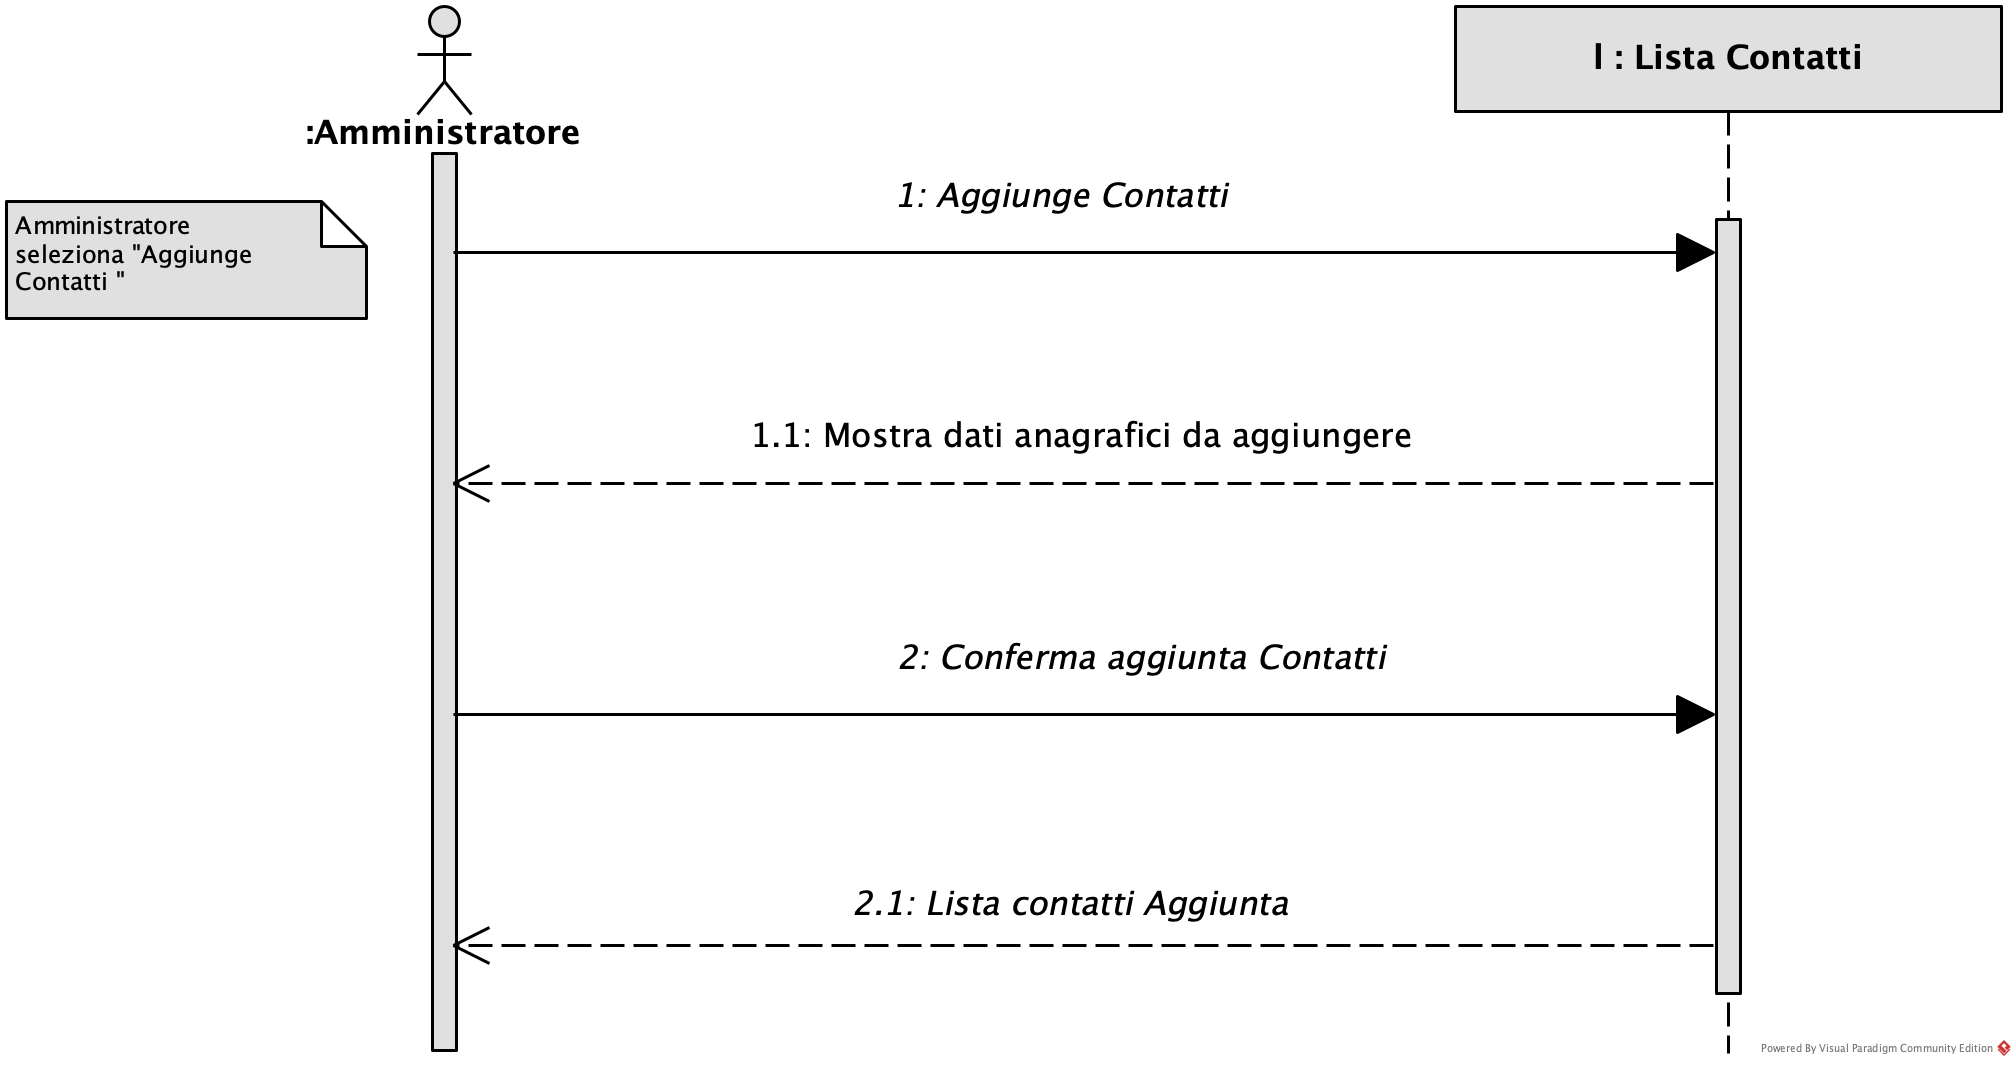 :Amministratore
l : Lista Contatti
1: Aggiunge Contatti
Amministratore
seleziona "Aggiunge
Contatti "
1.1: Mostra dati anagrafici da aggiungere
2: Conferma aggiunta Contatti
2.1: Lista contatti Aggiunta
Powered By Visual Paradigm Community Edition